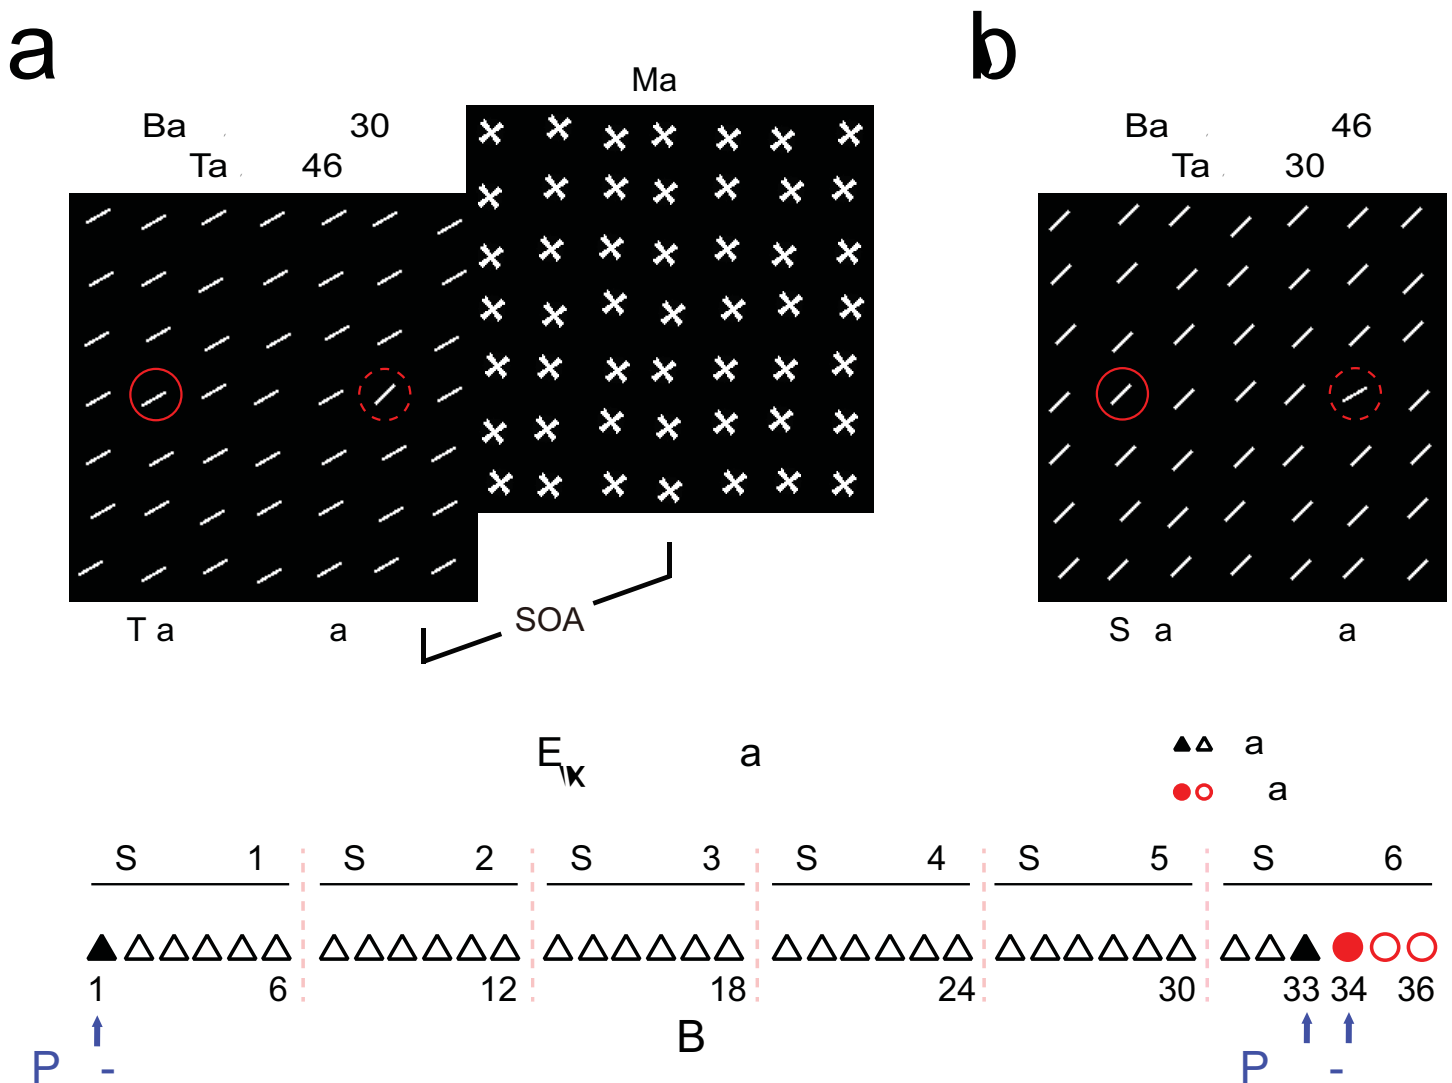 a
b
Ma
Ba 30
Ta 46
Ba 46
Ta 30
T a a
SOA
S a a
E a
a
a
S 1 S 2 S 3 S 4 S 5 S 6
1 6 12 18 24 30 33 34 36
B
P - P -